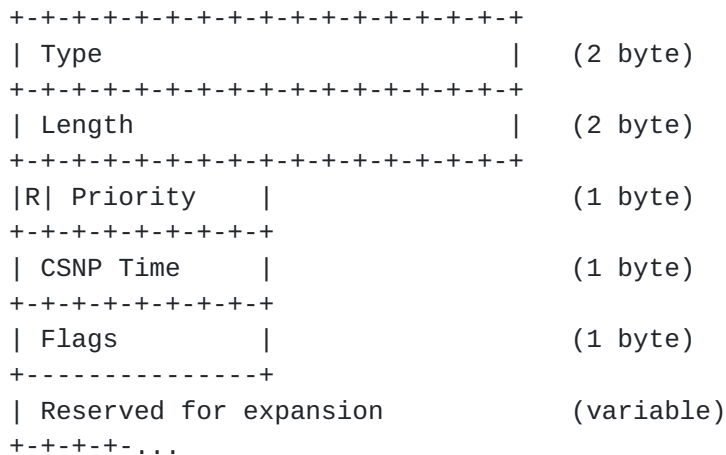 +-+-+-+-+-+-+-+-+-+-+-+-+-+-+-+-+
| Type                          |   (2 byte)
+-+-+-+-+-+-+-+-+-+-+-+-+-+-+-+-+
| Length                        |   (2 byte)
+-+-+-+-+-+-+-+-+-+-+-+-+-+-+-+-+
|R| Priority    |                   (1 byte)
+-+-+-+-+-+-+-+-+
| CSNP Time     |                   (1 byte)
+-+-+-+-+-+-+-+-+
| Flags         |                   (1 byte)
+---------------+
| Reserved for expansion            (variable)
+-+-+-+-...